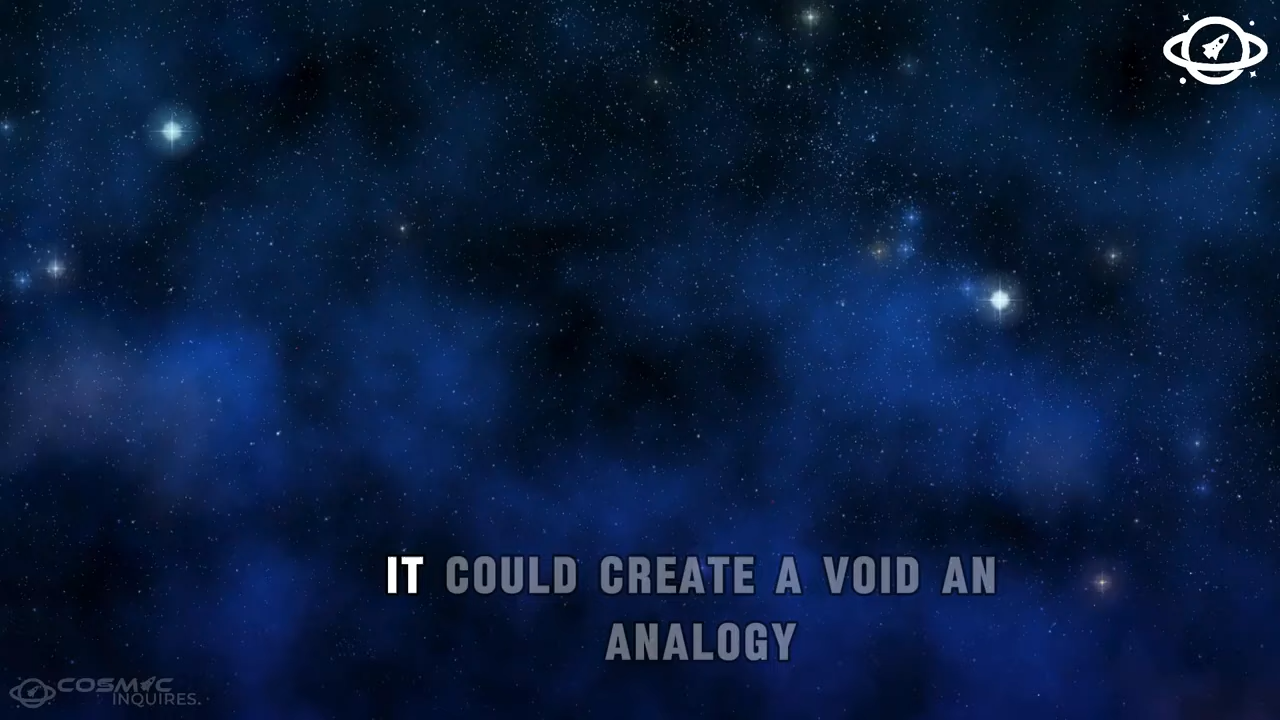 IT COULD CREATE A VOID AN
ANALOGY
COSMIC
INQUIRES.